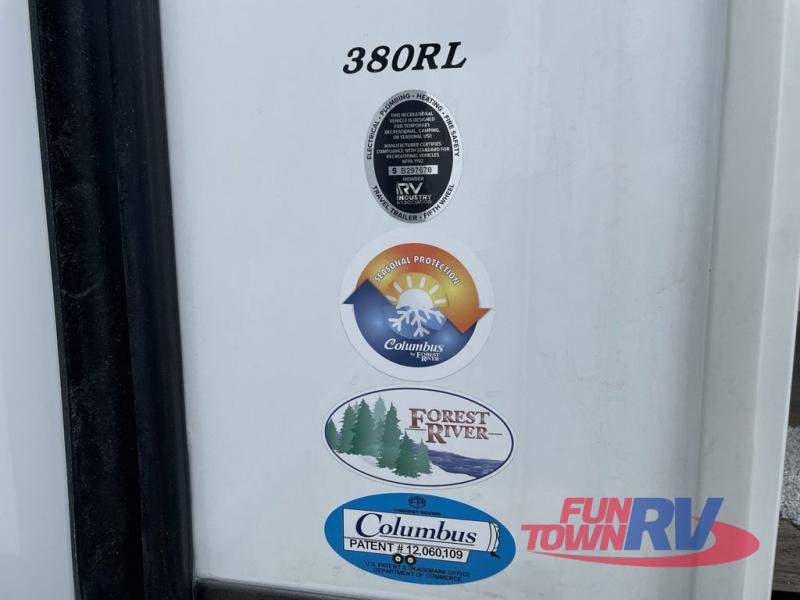 380RL
ELECTRICAL - PLUMBING - HEATING - FIRE SAFETY
THIS RECREATIONAL
VEHICLE IS DESIGNED
FOR TEMPORARY
RECREATIONAL, CAMPING,
OR SEASONAL USE
MANUFACTURER CERTIFIES
COMPLIANCE WITH STANDARD FOR
RECREATIONAL VEHICLES
NFPA 1192
S B297670
MEMBER
RV
INDUSTRY
ASSOCIATION
TRAVEL TRAILER - FIFTH WHEEL
SEASONAL PROTECTION
Columbus
by FOREST
RIVER
FOREST
RIVER
FR
FOREST RIVER
Columbus
PATENT # 12,060,109
U.S. PATENT & TRADEMARK OFFICE
DEPARTMENT OF COMMERCE
FUN
TOWN RV